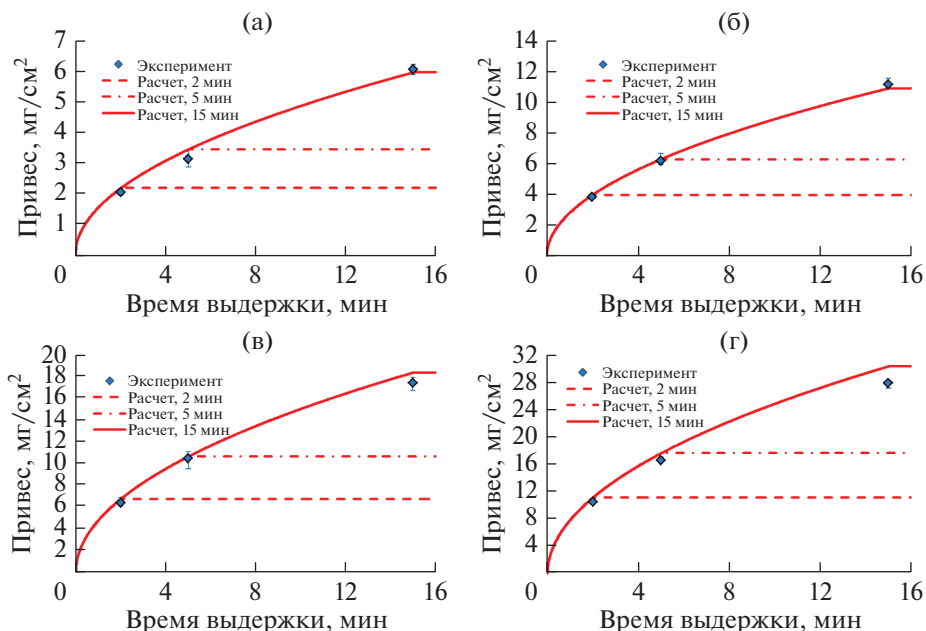 (а)
Привес, мг/см²
7
6
5
4
3
2
1
0
Эксперимент
Расчет, 2 мин
Расчет, 5 мин
Расчет, 15 мин
4 8 12 16
Время выдержки, мин
(б)
Привес, мг/см²
14
12
10
8
6
4
2
0
Эксперимент
Расчет, 2 мин
Расчет, 5 мин
Расчет, 15 мин
4 8 12 16
Время выдержки, мин
(в)
Привес, мг/см²
20
18
16
14
12
10
8
6
4
2
0
Эксперимент
Расчет, 2 мин
Расчет, 5 мин
Расчет, 15 мин
4 8 12 16
Время выдержки, мин
(г)
Привес, мг/см²
32
28
24
20
16
12
8
4
0
Эксперимент
Расчет, 2 мин
Расчет, 5 мин
Расчет, 15 мин
4 8 12 16
Время выдержки, мин